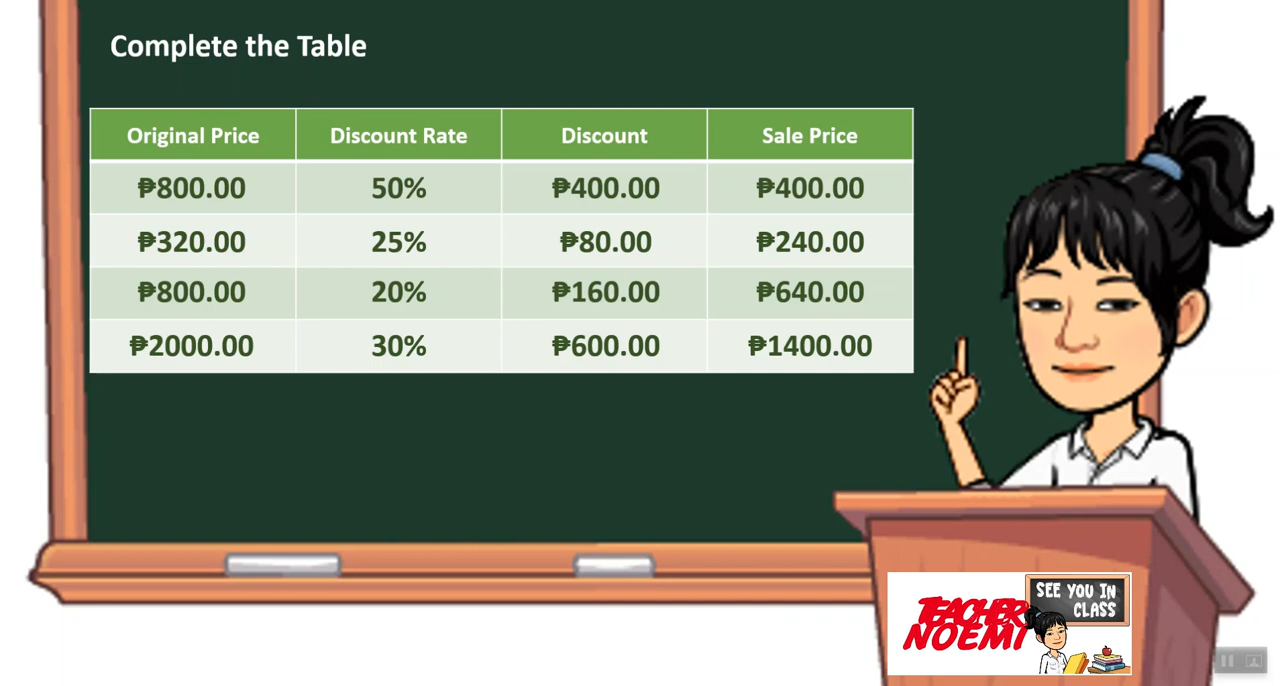 Complete the Table
Original Price Discount Rate Discount Sale Price
₱800.00 50% ₱400.00 ₱400.00
₱320.00 25% ₱80.00 ₱240.00
₱800.00 20% ₱160.00 ₱640.00
₱2000.00 30% ₱600.00 ₱1400.00
SEE YOU IN
CLASS
TEACHER
NOEMI